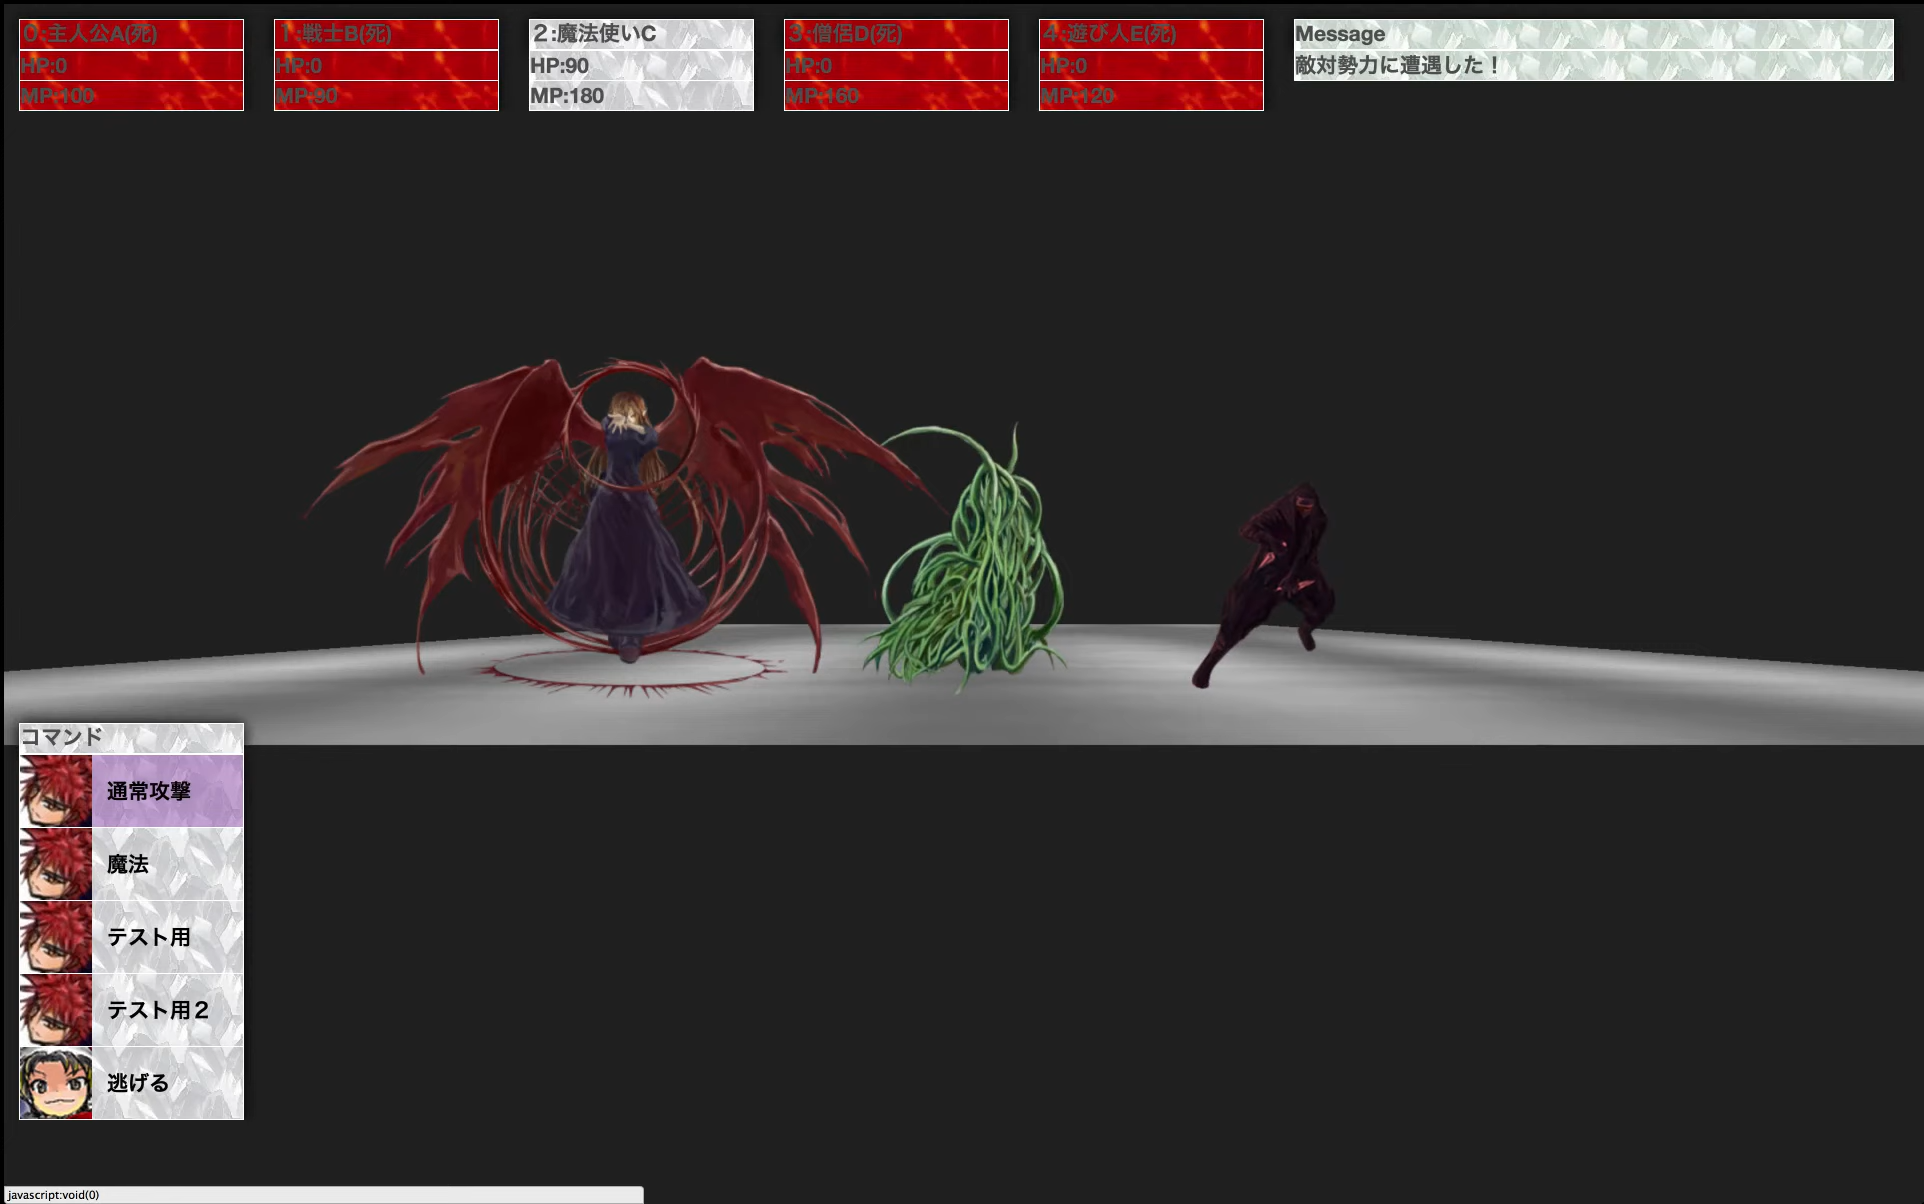 ０:主人公A(死)
HP:0
MP:100
１:戦士B(死)
HP:0
MP:90
２:魔法使いC
HP:90
MP:180
３:僧侶D(死)
HP:0
MP:160
４:遊び人E(死)
HP:0
MP:120
Message
敵対勢力に遭遇した！
コマンド
通常攻撃
魔法
テスト用
テスト用２
逃げる
javascript:void(0)